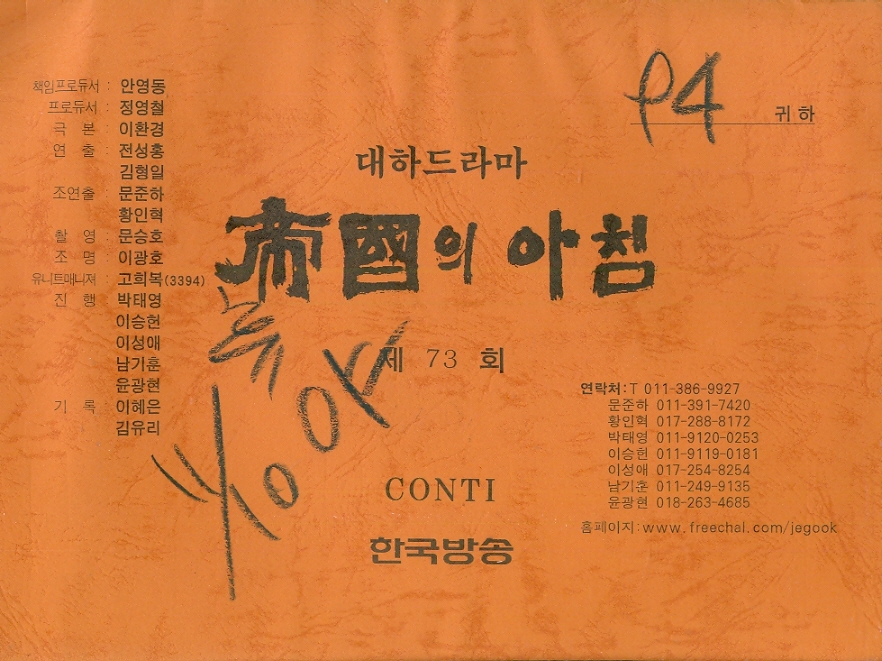 책임프로듀서 : 안영동
프로듀서 : 정영철
극 본 : 이환경
연 출 : 전성홍
김형일
조연출 : 문준하
황인혁
촬 영 : 문승호
조 명 : 이광호
유니트매니저 : 고희복(3394)
진 행 : 박태영
이승헌
이성애
남기훈
윤광현
기 록 : 이혜은
김유리
P4 귀하
대하드라마
帝國의 아침
제 73 회
CONTI
한국방송
연락처:T 011-386-9927
문준하 011-391-7420
황인혁 017-288-8172
박태영 011-9120-0253
이승헌 011-9119-0181
이성애 017-254-8254
남기훈 011-249-9135
윤광현 018-263-4685
홈페이지:www.freechal.com/jegook